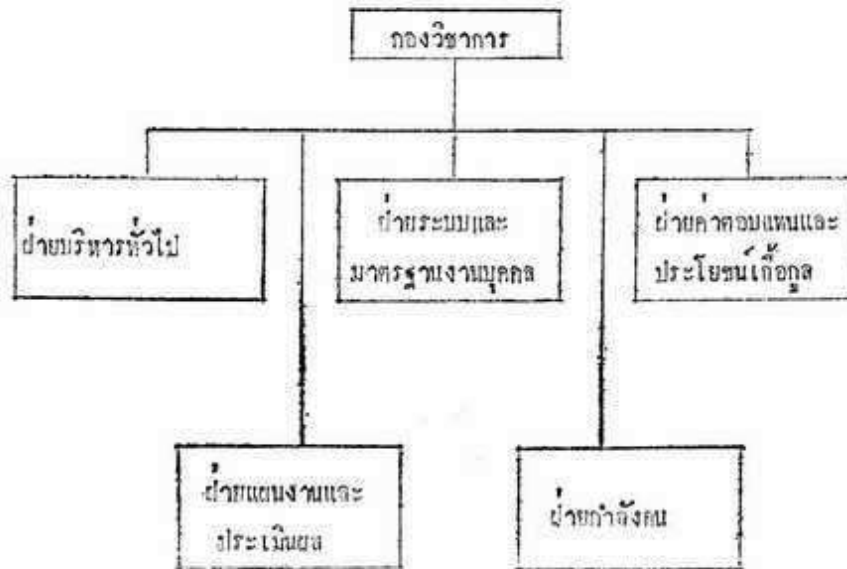 กองวิชาการ
ฝ่ายบริหารทั่วไป
ฝ่ายระบบและ
มาตรฐานงานบุคคล
ฝ่ายค่าตอบแทนและ
ประโยชน์เกื้อกูล
ฝ่ายแผนงานและ
ประเมินผล
ฝ่ายกำลังคน